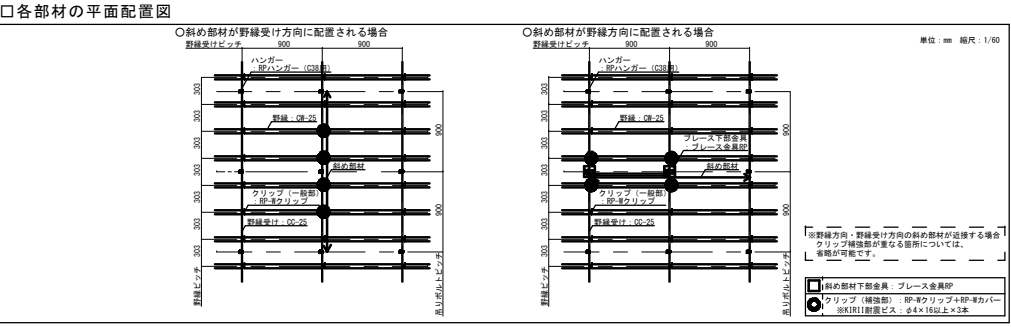 □各部材の平面配置図
○斜め部材が野縁受け方向に配置される場合
野縁受けピッチ
900
900
ハンガー
：RPハンガー（C38用）
303
303
303
303
303
303
野縁：CW-25
斜め部材
クリップ（一般部）
：RP-Wクリップ
野縁受け：CC-25
900
900
野縁ピッチ
吊りボルトピッチ
○斜め部材が野縁方向に配置される場合
野縁受けピッチ
900
900
ハンガー
：RPハンガー（C38用）
303
303
303
303
303
303
野縁：CW-25
ブレース下部金具
：ブレース金具RP
斜め部材
クリップ（一般部）
：RP-Wクリップ
野縁受け：CC-25
900
900
野縁ピッチ
吊りボルトピッチ
単位：mm 縮尺：1/60
※野縁方向・野縁受け方向の斜め部材が近接する場合
クリップ補強部が重なる箇所については、
省略が可能です。
斜め部材下部金具：ブレース金具RP
クリップ（補強部）：RP-Wクリップ＋RP-Wカバー
※KIRII耐震ビス：φ4×16以上×3本